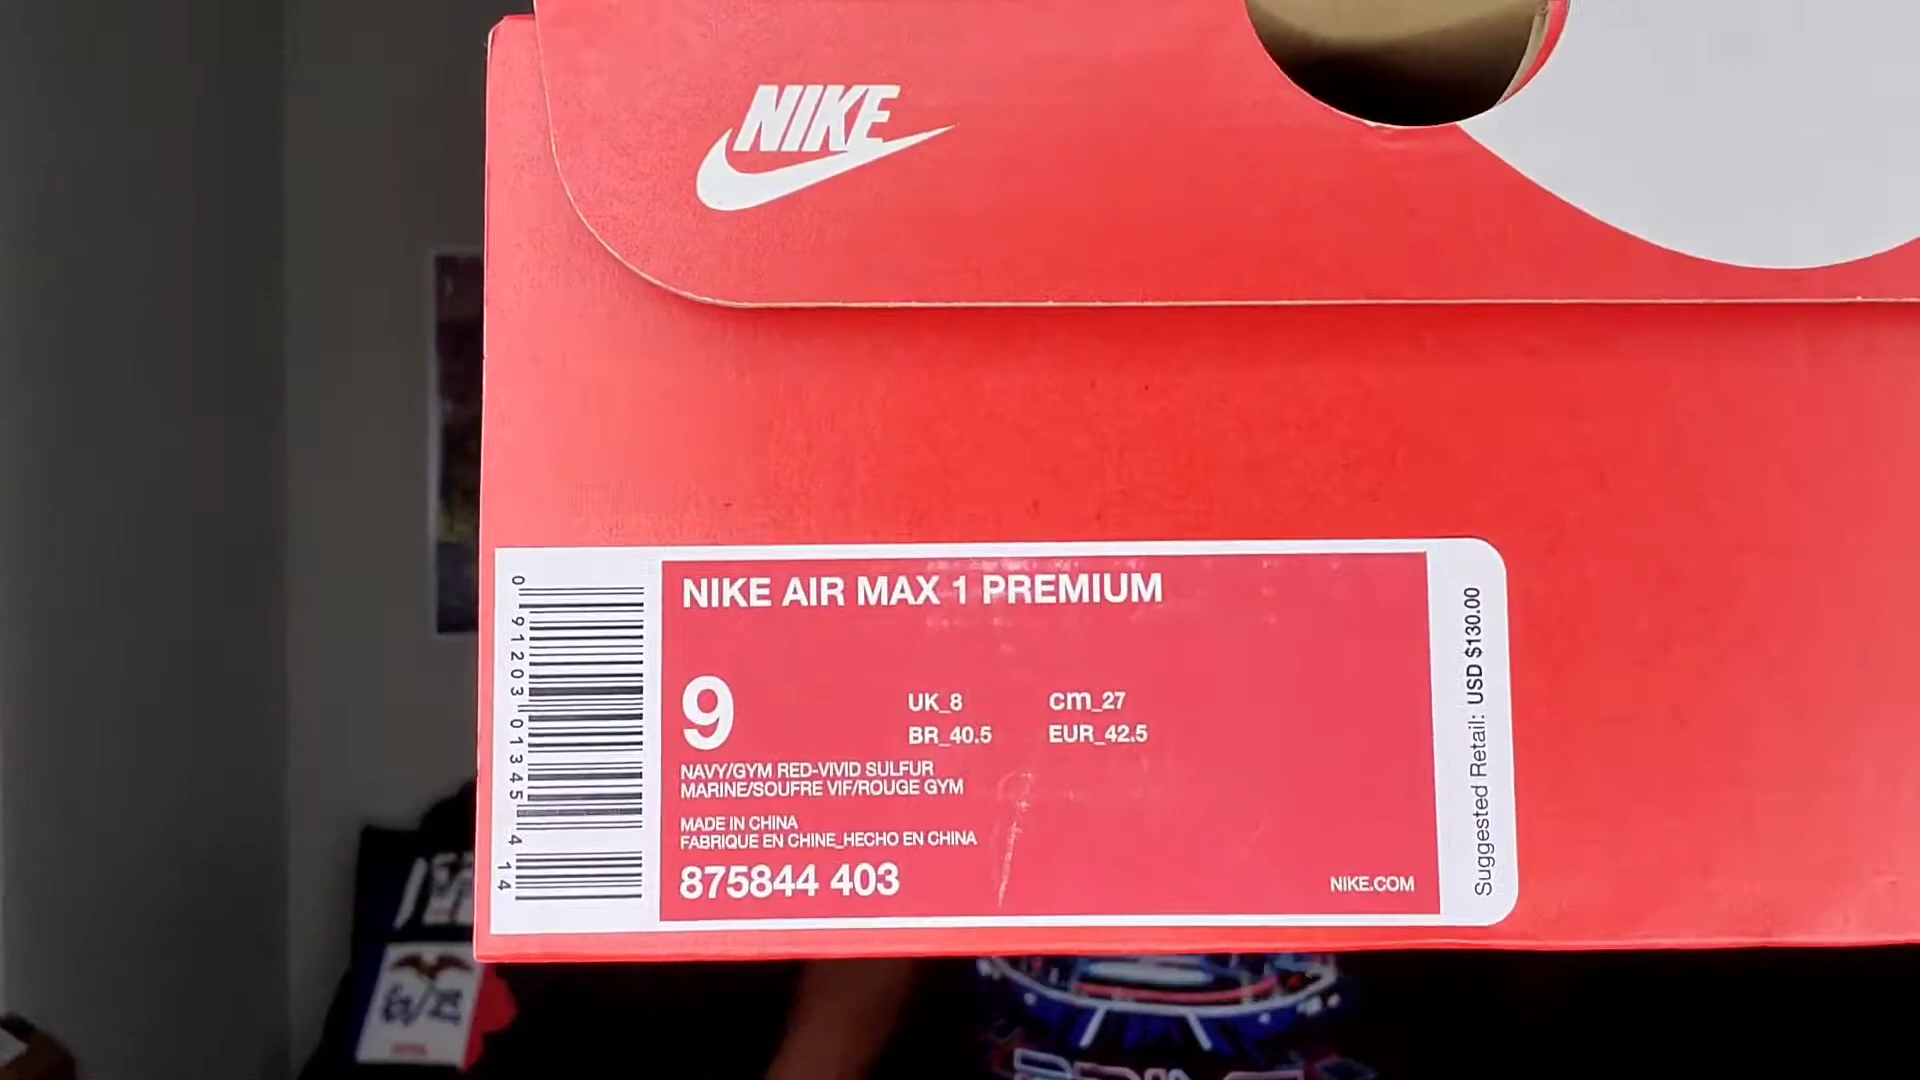 NIKE
NIKE AIR MAX 1 PREMIUM
9
UK_8 cm_27
BR_40.5 EUR_42.5
NAVY/GYM RED-VIVID SULFUR
MARINE/SOUFRE VIF/ROUGE GYM
MADE IN CHINA
FABRIQUE EN CHINE_HECHO EN CHINA
875844 403
NIKE.COM
0 91203 01345 4 14
Suggested Retail: USD $130.00